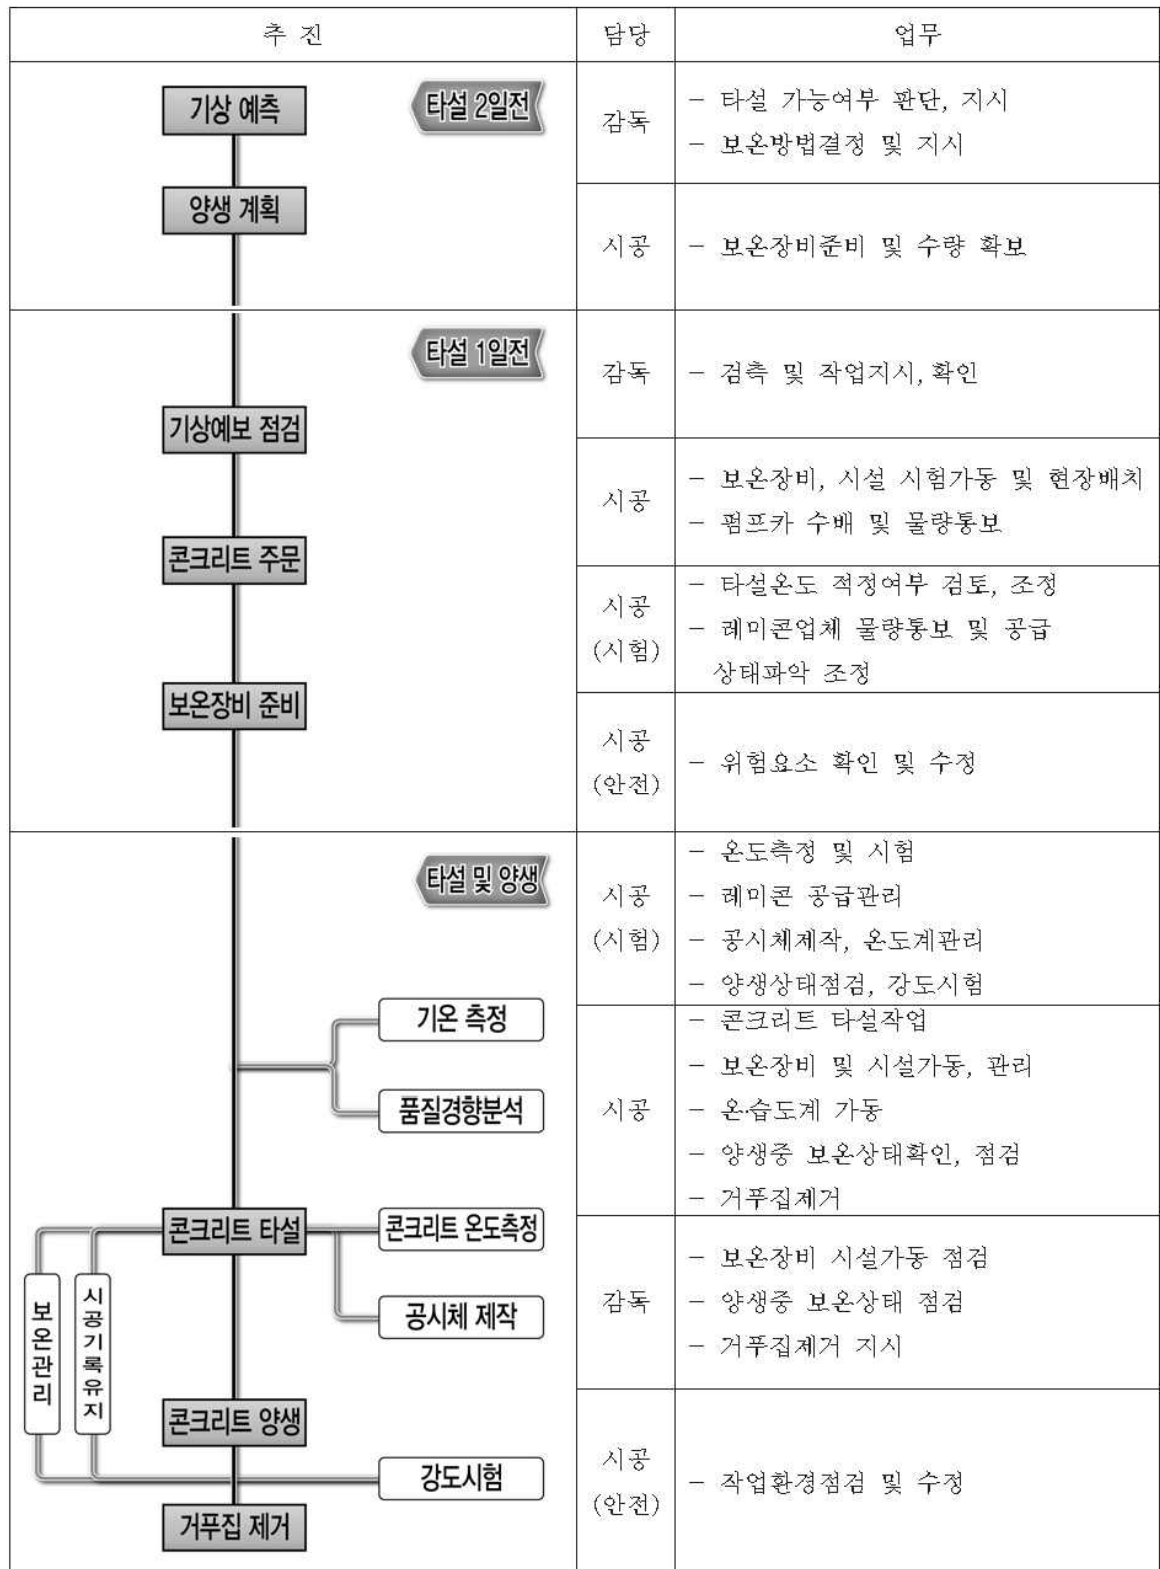 추 진
담당
업무
타설 2일전
기상 예측
양생 계획
감독
- 타설 가능여부 판단, 지시
- 보온방법결정 및 지시
시공
- 보온장비준비 및 수량 확보
타설 1일전
기상예보 점검
콘크리트 주문
보온장비 준비
감독
- 검측 및 작업지시, 확인
시공
- 보온장비, 시설 시험가동 및 현장배치
- 펌프카 수배 및 물량통보
시공
(시험)
- 타설온도 적정여부 검토, 조정
- 레미콘업체 물량통보 및 공급
상태파악 조정
시공
(안전)
- 위험요소 확인 및 수정
타설 및 양생
기온 측정
품질경향분석
콘크리트 타설
콘크리트 온도측정
공시체 제작
보온관리
시공기록유지
콘크리트 양생
강도시험
거푸집 제거
시공
(시험)
- 온도측정 및 시험
- 레미콘 공급관리
- 공시체제작, 온도계관리
- 양생상태점검, 강도시험
시공
- 콘크리트 타설작업
- 보온장비 및 시설가동, 관리
- 온·습도계 가동
- 양생중 보온상태확인, 점검
- 거푸집제거
감독
- 보온장비 시설가동 점검
- 양생중 보온상태 점검
- 거푸집제거 지시
시공
(안전)
- 작업환경점검 및 수정